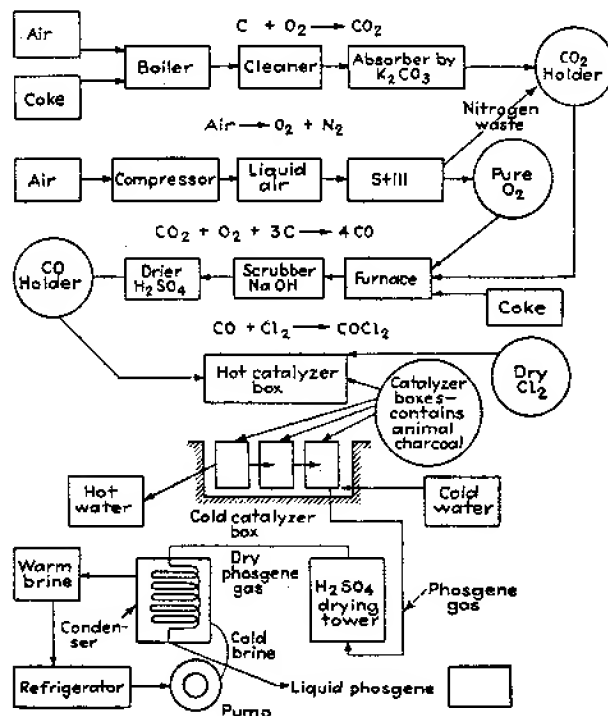 C + O2 → CO2
Air
Coke
Boiler
Cleaner
Absorber by
K2CO3
CO2
Holder
Air → O2 + N2
Nitrogen
waste
Air
Compressor
Liquid
air
Still
Pure
O2
CO2 + O2 + 3C → 4CO
CO
Holder
Drier
H2SO4
Scrubber
NaOH
Furnace
Coke
CO + Cl2 → COCl2
Hot catalyzer
box
Catalyzer
boxes—
contains
animal
charcoal
Dry
Cl2
Hot
water
Cold
water
Cold catalyzer
box
Warm
brine
Dry
phosgene
gas
H2SO4
drying
tower
Phosgene
gas
Conden-
ser
Cold
brine
Refrigerator
Pump
Liquid phosgene